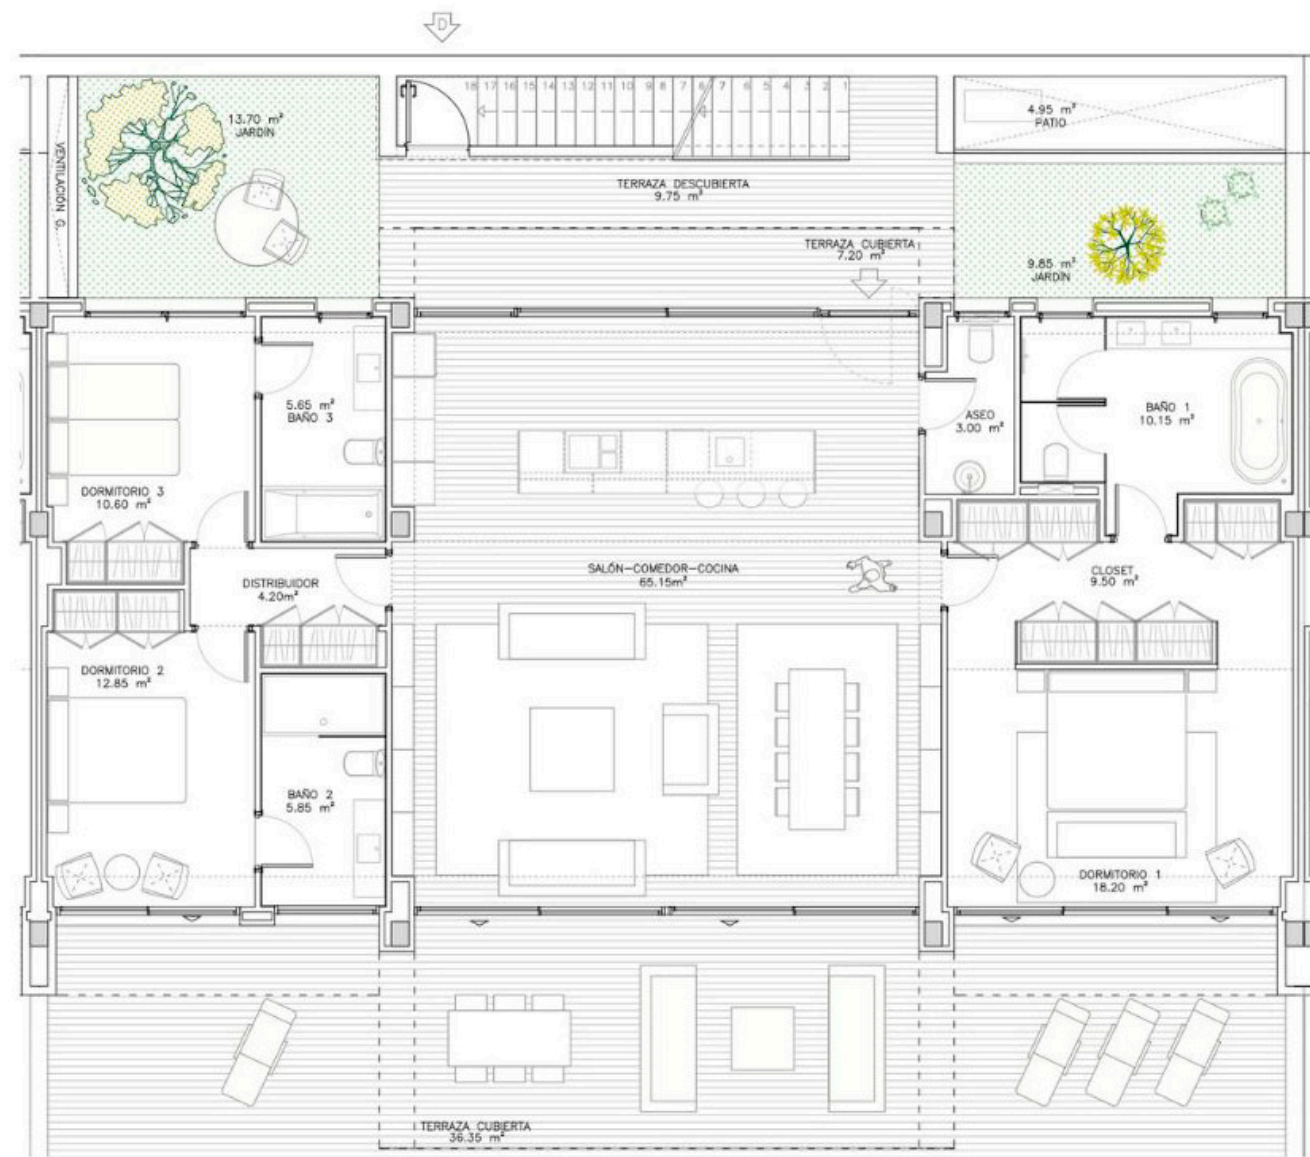 D
18 17 16 15 14 13 12 11 10 9 8 7 6 7 6 5 4 3 2 1
13.70 m²
JARDÍN
4.95 m²
PATIO
VENTILACIÓN G.
TERRAZA DESCUBIERTA
9.75 m²
TERRAZA CUBIERTA
7.20 m²
9.85 m²
JARDÍN
5.65 m²
BAÑO 3
ASEO
3.00 m²
BAÑO 1
10.15 m²
DORMITORIO 3
10.60 m²
DISTRIBUIDOR
4.20m²
SALÓN-COMEDOR-COCINA
65.15m²
CLOSET
9.50 m²
DORMITORIO 2
12.85 m²
BAÑO 2
5.85 m²
DORMITORIO 1
18.20 m²
TERRAZA CUBIERTA
36.35 m²